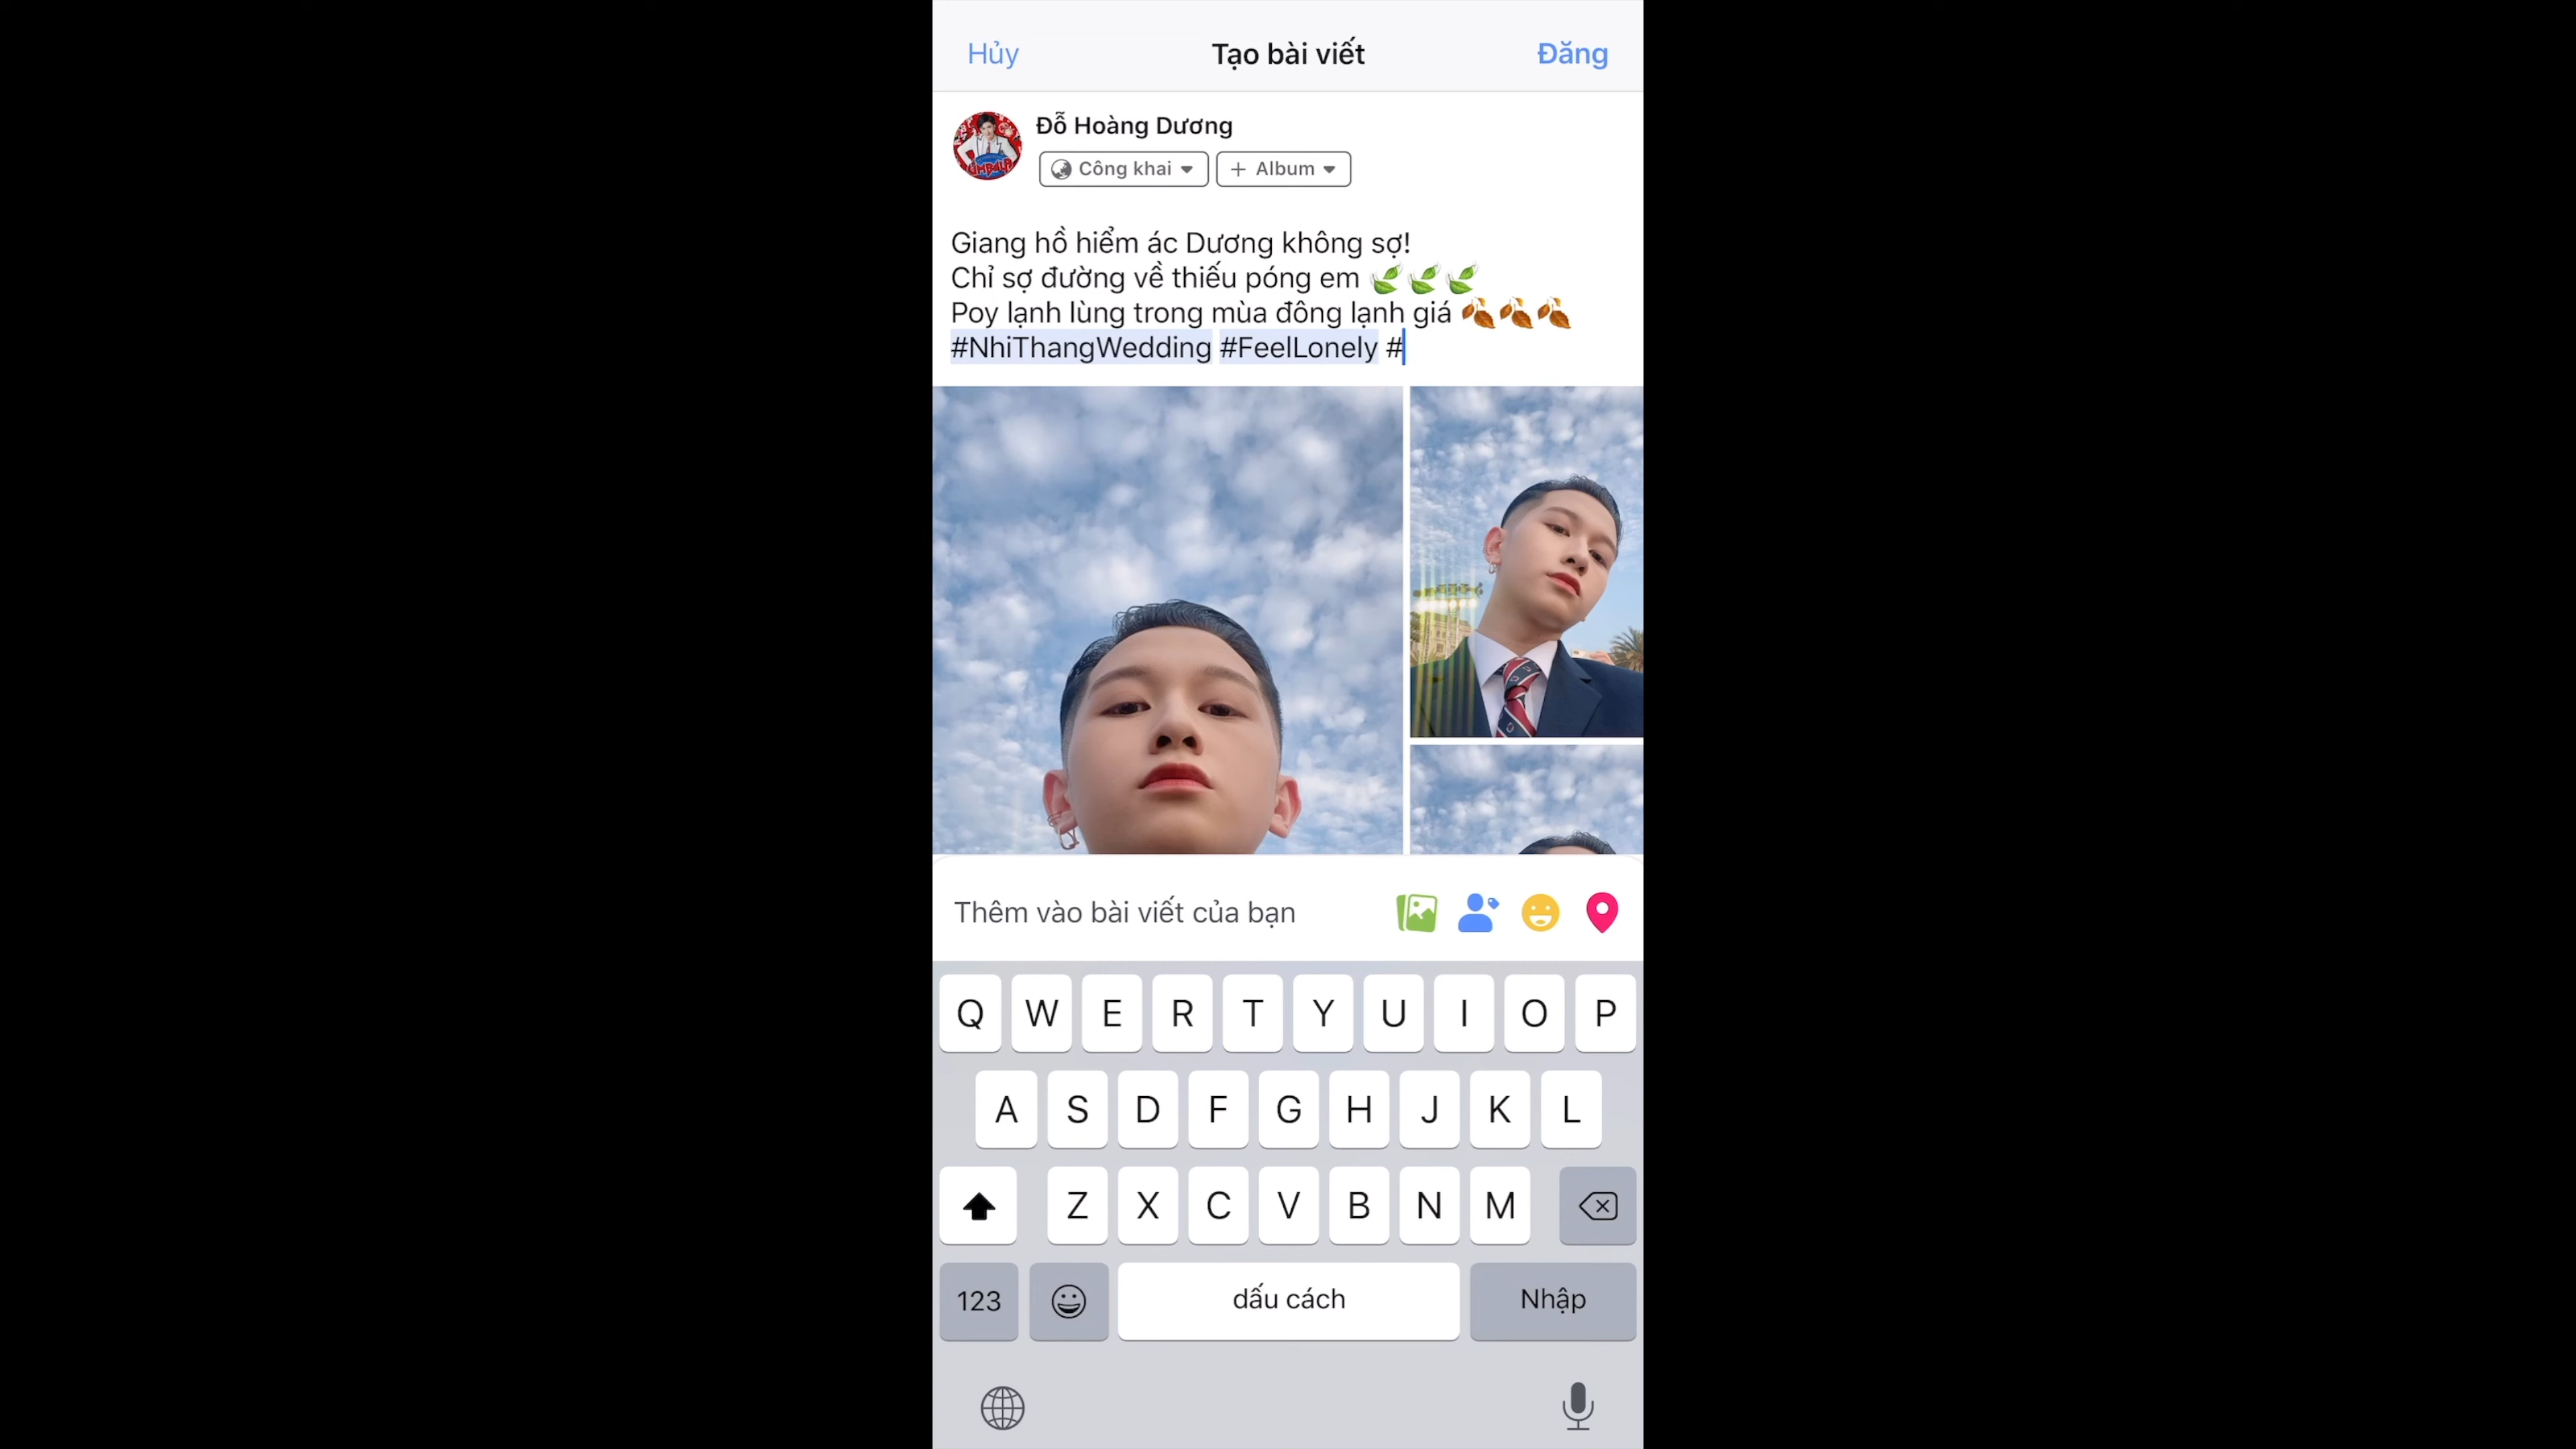 Hủy
Tạo bài viết
Đăng
Đỗ Hoàng Dương
Công khai
+ Album
Giang hồ hiểm ác Dương không sợ!
Chỉ sợ đường về thiếu póng em 🌿🌿🌿
Poy lạnh lùng trong mùa đông lạnh giá 🍂🍂🍂
#NhiThangWedding #FeelLonely #
Thêm vào bài viết của bạn
Q W E R T Y U I O P
A S D F G H J K L
Z X C V B N M
123
dấu cách
Nhập